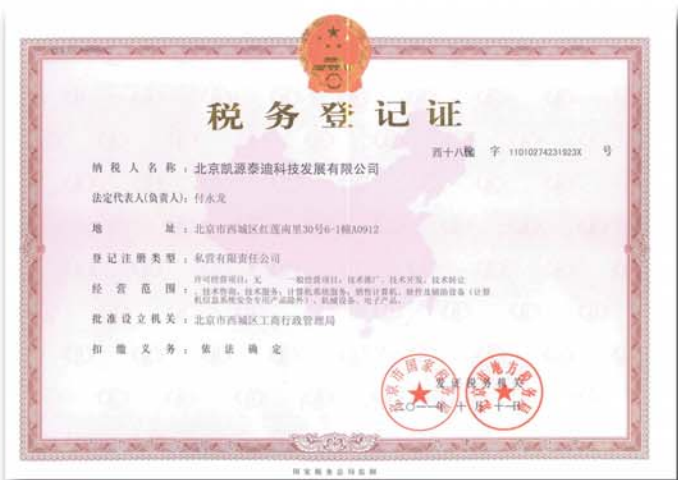 税务登记证
西十八税 字 11010274231923X 号
纳税人名称：北京凯源泰迪科技发展有限公司
法定代表人(负责人)：付永龙
地 址：北京市西城区红莲南里30号6-1幢A0912
登记注册类型：私营有限责任公司
经营范围：许可经营项目：无 一般经营项目：技术推广、技术开发、技术转让
、技术咨询、技术服务；计算机系统服务；销售计算机、软件及辅助设备（计算
机信息系统安全专用产品除外）、机械设备、电子产品。
批准设立机关：北京市西城区工商行政管理局
扣缴义务：依法确定
发证税务机关
二〇一一年十月十一日
国家税务总局监制